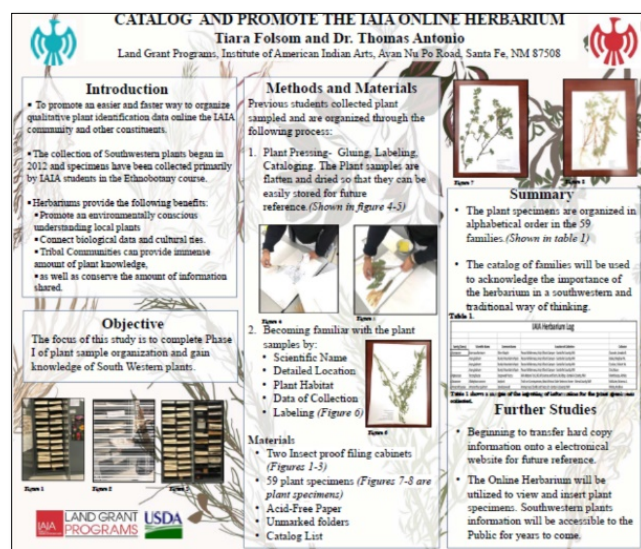 CATALOG AND PROMOTE THE IAIA ONLINE HERBARIUM
Tiara Folsom and Dr. Thomas Antonio
Land Grant Programs, Institute of American Indian Arts, Avan Nu Po Road, Santa Fe, NM 87508
Introduction
▪ To promote an easier and faster way to organize
qualitative plant identification data online the IAIA
community and other constituents.
▪ The collection of Southwestern plants began in
2012 and specimens have been collected primarily
by IAIA students in the Ethnobotany course.
▪ Herbariums provide the following benefits:
▪ Promote an environmentally conscious
understanding local plants
▪ Connect biological data and cultural ties.
▪ Tribal Communities can provide immense
amount of plant knowledge,
▪ as well as conserve the amount of information
shared.
Objective
The focus of this study is to complete Phase
I of plant sample organization and gain
knowledge of South Western plants.
Figure 1
Figure 2
Figure 3
IAIA
LAND GRANT
PROGRAMS
USDA
Methods and Materials
Previous students collected plant
sampled and are organized through the
following process:
1. Plant Pressing- Gluing, Labeling,
Cataloging. The Plant samples are
flatten and dried so that they can be
easily stored for future
reference.(Shown in figure 4-5)
Figure 4
Figure 5
2. Becoming familiar with the plant
samples by:
• Scientific Name
• Detailed Location
• Plant Habitat
• Data of Collection
• Labeling (Figure 6)
Figure 6
Materials
• Two Insect proof filing cabinets
(Figures 1-3)
• 59 plant specimens (Figures 7-8 are
plant specimens)
• Acid-Free Paper
• Unmarked folders
• Catalog List
Figure 7
Figure 8
Summary
• The plant specimens are organized in
alphabetical order in the 59
families.(Shown in table 1)
• The catalog of families will be used
to acknowledge the importance of
the herbarium in a southwestern and
traditional way of thinking.
Table 1.
IAIA Herbarium Log
Further Studies
• Beginning to transfer hard copy
information onto a electronical
website for future reference.
• The Online Herbarium will be
utilized to view and insert plant
specimens. Southwestern plants
information will be accessible to the
Public for years to come.